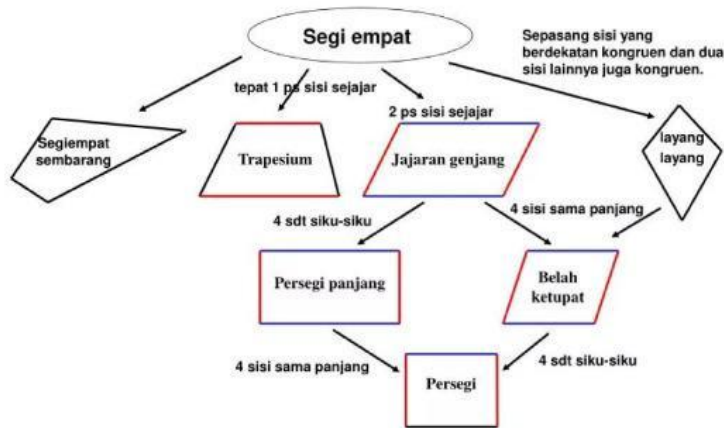 Segi empat
Sepasang sisi yang
berdekatan kongruen dan dua
sisi lainnya juga kongruen.
tepat 1 ps sisi sejajar
2 ps sisi sejajar
Segiempat
sembarang
Trapesium
Jajaran genjang
layang
layang
4 sdt siku-siku
4 sisi sama panjang
Persegi panjang
Belah
ketupat
4 sisi sama panjang
4 sdt siku-siku
Persegi